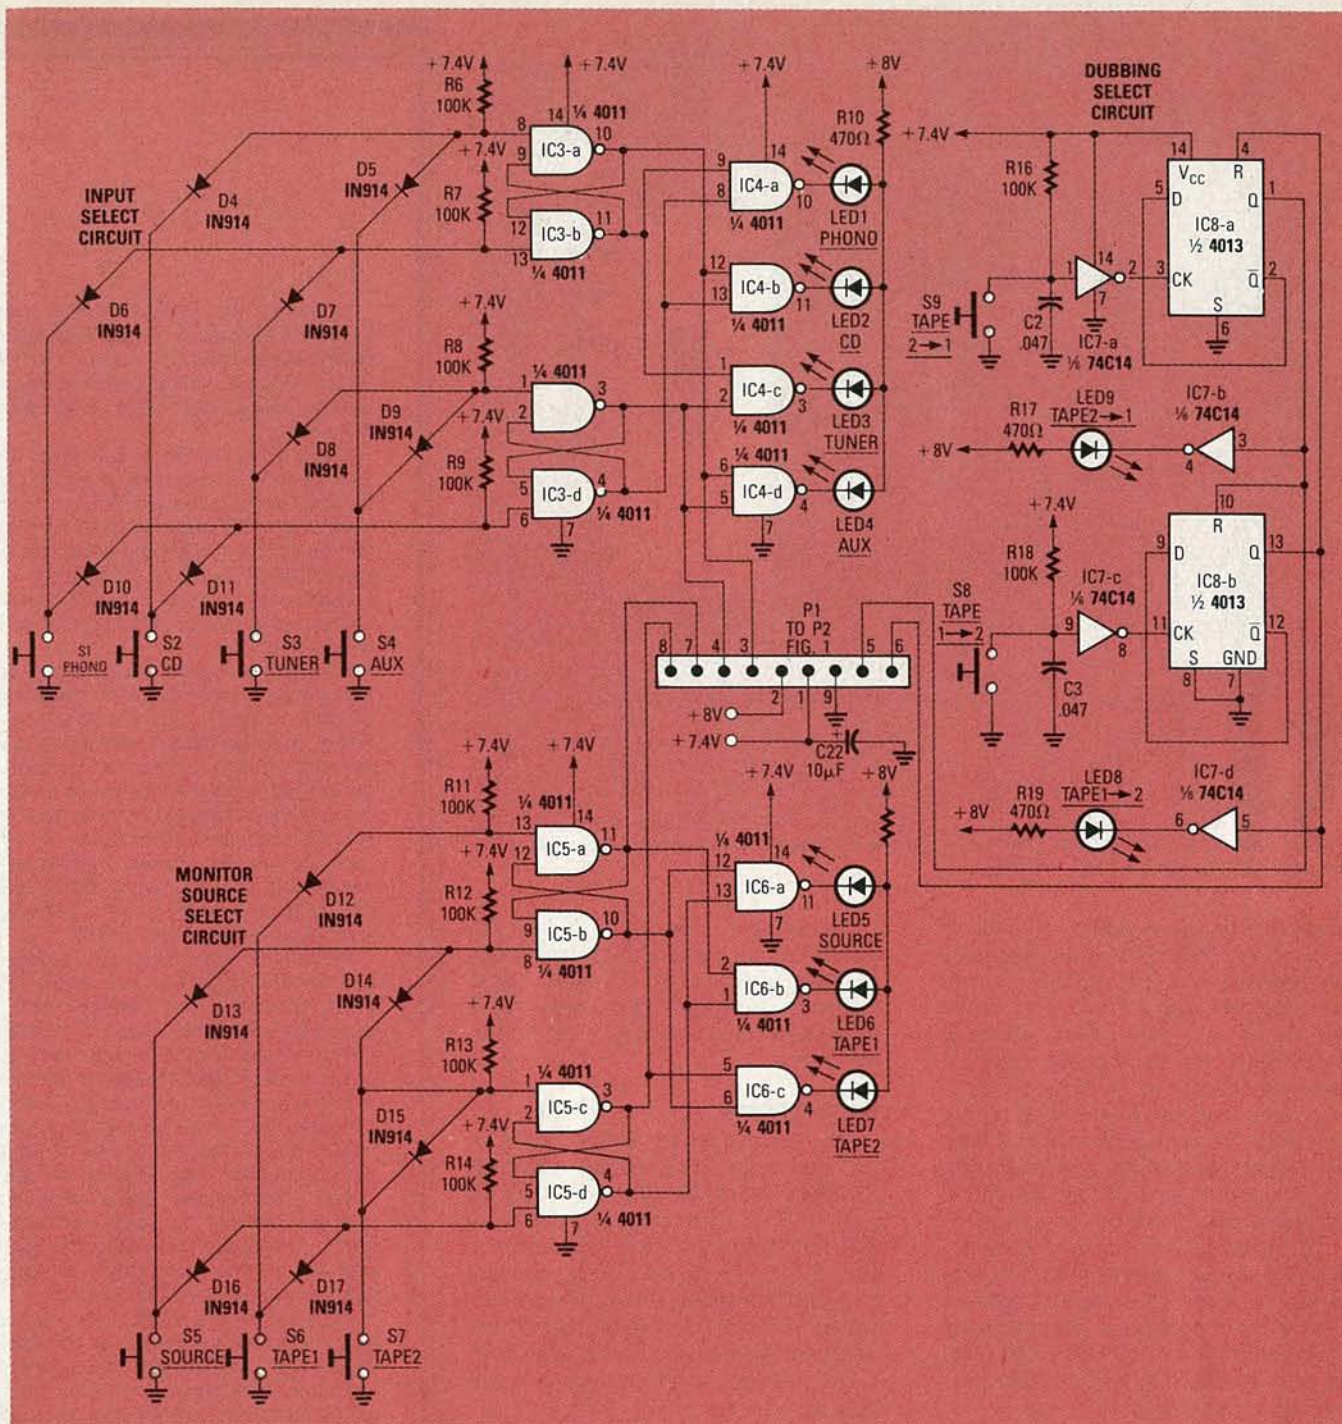 INPUT
SELECT
CIRCUIT
+7.4V
R6
100K
+7.4V
14
¼ 4011
8
9
10
IC3-a
+7.4V
R7
100K
12
13
11
IC3-b
¼ 4011
D4
IN914
D5
IN914
D6
IN914
D7
IN914
+7.4V
R8
100K
¼ 4011
1
2
3
+7.4V
R9
100K
5
6
4
IC3-d
7
¼ 4011
D8
IN914
D9
IN914
D10
IN914
D11
IN914
S1
PHONO
S2
CD
S3
TUNER
S4
AUX
+7.4V
14
9
8
10
IC4-a
¼ 4011
12
13
11
IC4-b
¼ 4011
1
2
3
IC4-c
¼ 4011
¼ 4011
6
5
4
IC4-d
7
+8V
R10
470Ω
LED1
PHONO
LED2
CD
LED3
TUNER
LED4
AUX
DUBBING
SELECT
CIRCUIT
+7.4V
R16
100K
S9
TAPE
2→1
C2
.047
1
14
2
7
IC7-a
⅙ 74C14
14
4
VCC
R
5
D
Q
1
IC8-a
½ 4013
3
CK
Q
2
S
6
IC7-b
⅙ 74C14
3
4
LED9
TAPE2→1
R17
470Ω
+8V
+7.4V
R18
100K
S8
TAPE
1→2
C3
.047
IC7-c
⅙ 74C14
9
8
10
R
9
D
Q
13
IC8-b
½ 4013
11
CK
Q
12
S
GND
8
7
IC7-d
⅙ 74C14
5
6
LED8
TAPE1→2
R19
470Ω
+8V
P1
TO P2
FIG. 1
8
7
4
3
5
6
2
1
9
+8V
+7.4V
+
C22
10µF
MONITOR
SOURCE
SELECT
CIRCUIT
+7.4V
R11
100K
+7.4V
¼ 4011
14
13
12
11
IC5-a
+7.4V
R12
100K
9
8
10
IC5-b
¼ 4011
D12
IN914
D13
IN914
D14
IN914
+7.4V
R13
100K
¼ 4011
1
2
3
IC5-c
D15
IN914
+7.4V
R14
100K
5
6
4
IC5-d
7
¼ 4011
D16
IN914
D17
IN914
S5
SOURCE
S6
TAPE1
S7
TAPE2
+7.4V
¼ 4011
14
12
13
11
IC6-a
7
2
1
3
IC6-b
¼ 4011
5
6
4
IC6-c
¼ 4011
+8V
LED5
SOURCE
LED6
TAPE1
LED7
TAPE2